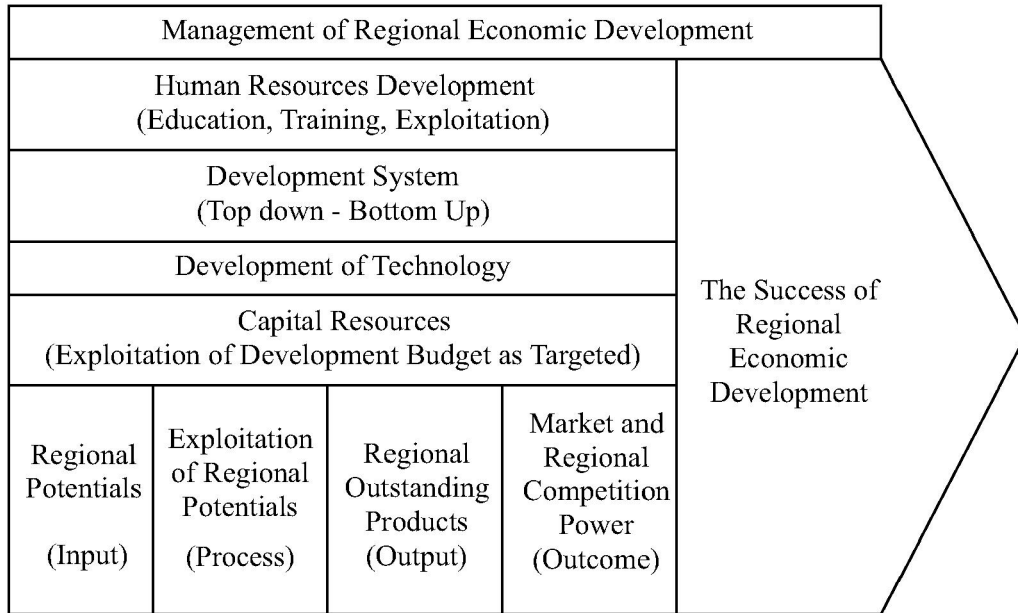 Management of Regional Economic Development
Human Resources Development
(Education, Training, Exploitation)
Development System
(Top down - Bottom Up)
Development of Technology
Capital Resources
(Exploitation of Development Budget as Targeted)
Regional
Potentials
(Input)
Exploitation
of Regional
Potentials
(Process)
Regional
Outstanding
Products
(Output)
Market and
Regional
Competition
Power
(Outcome)
The Success of
Regional
Economic
Development